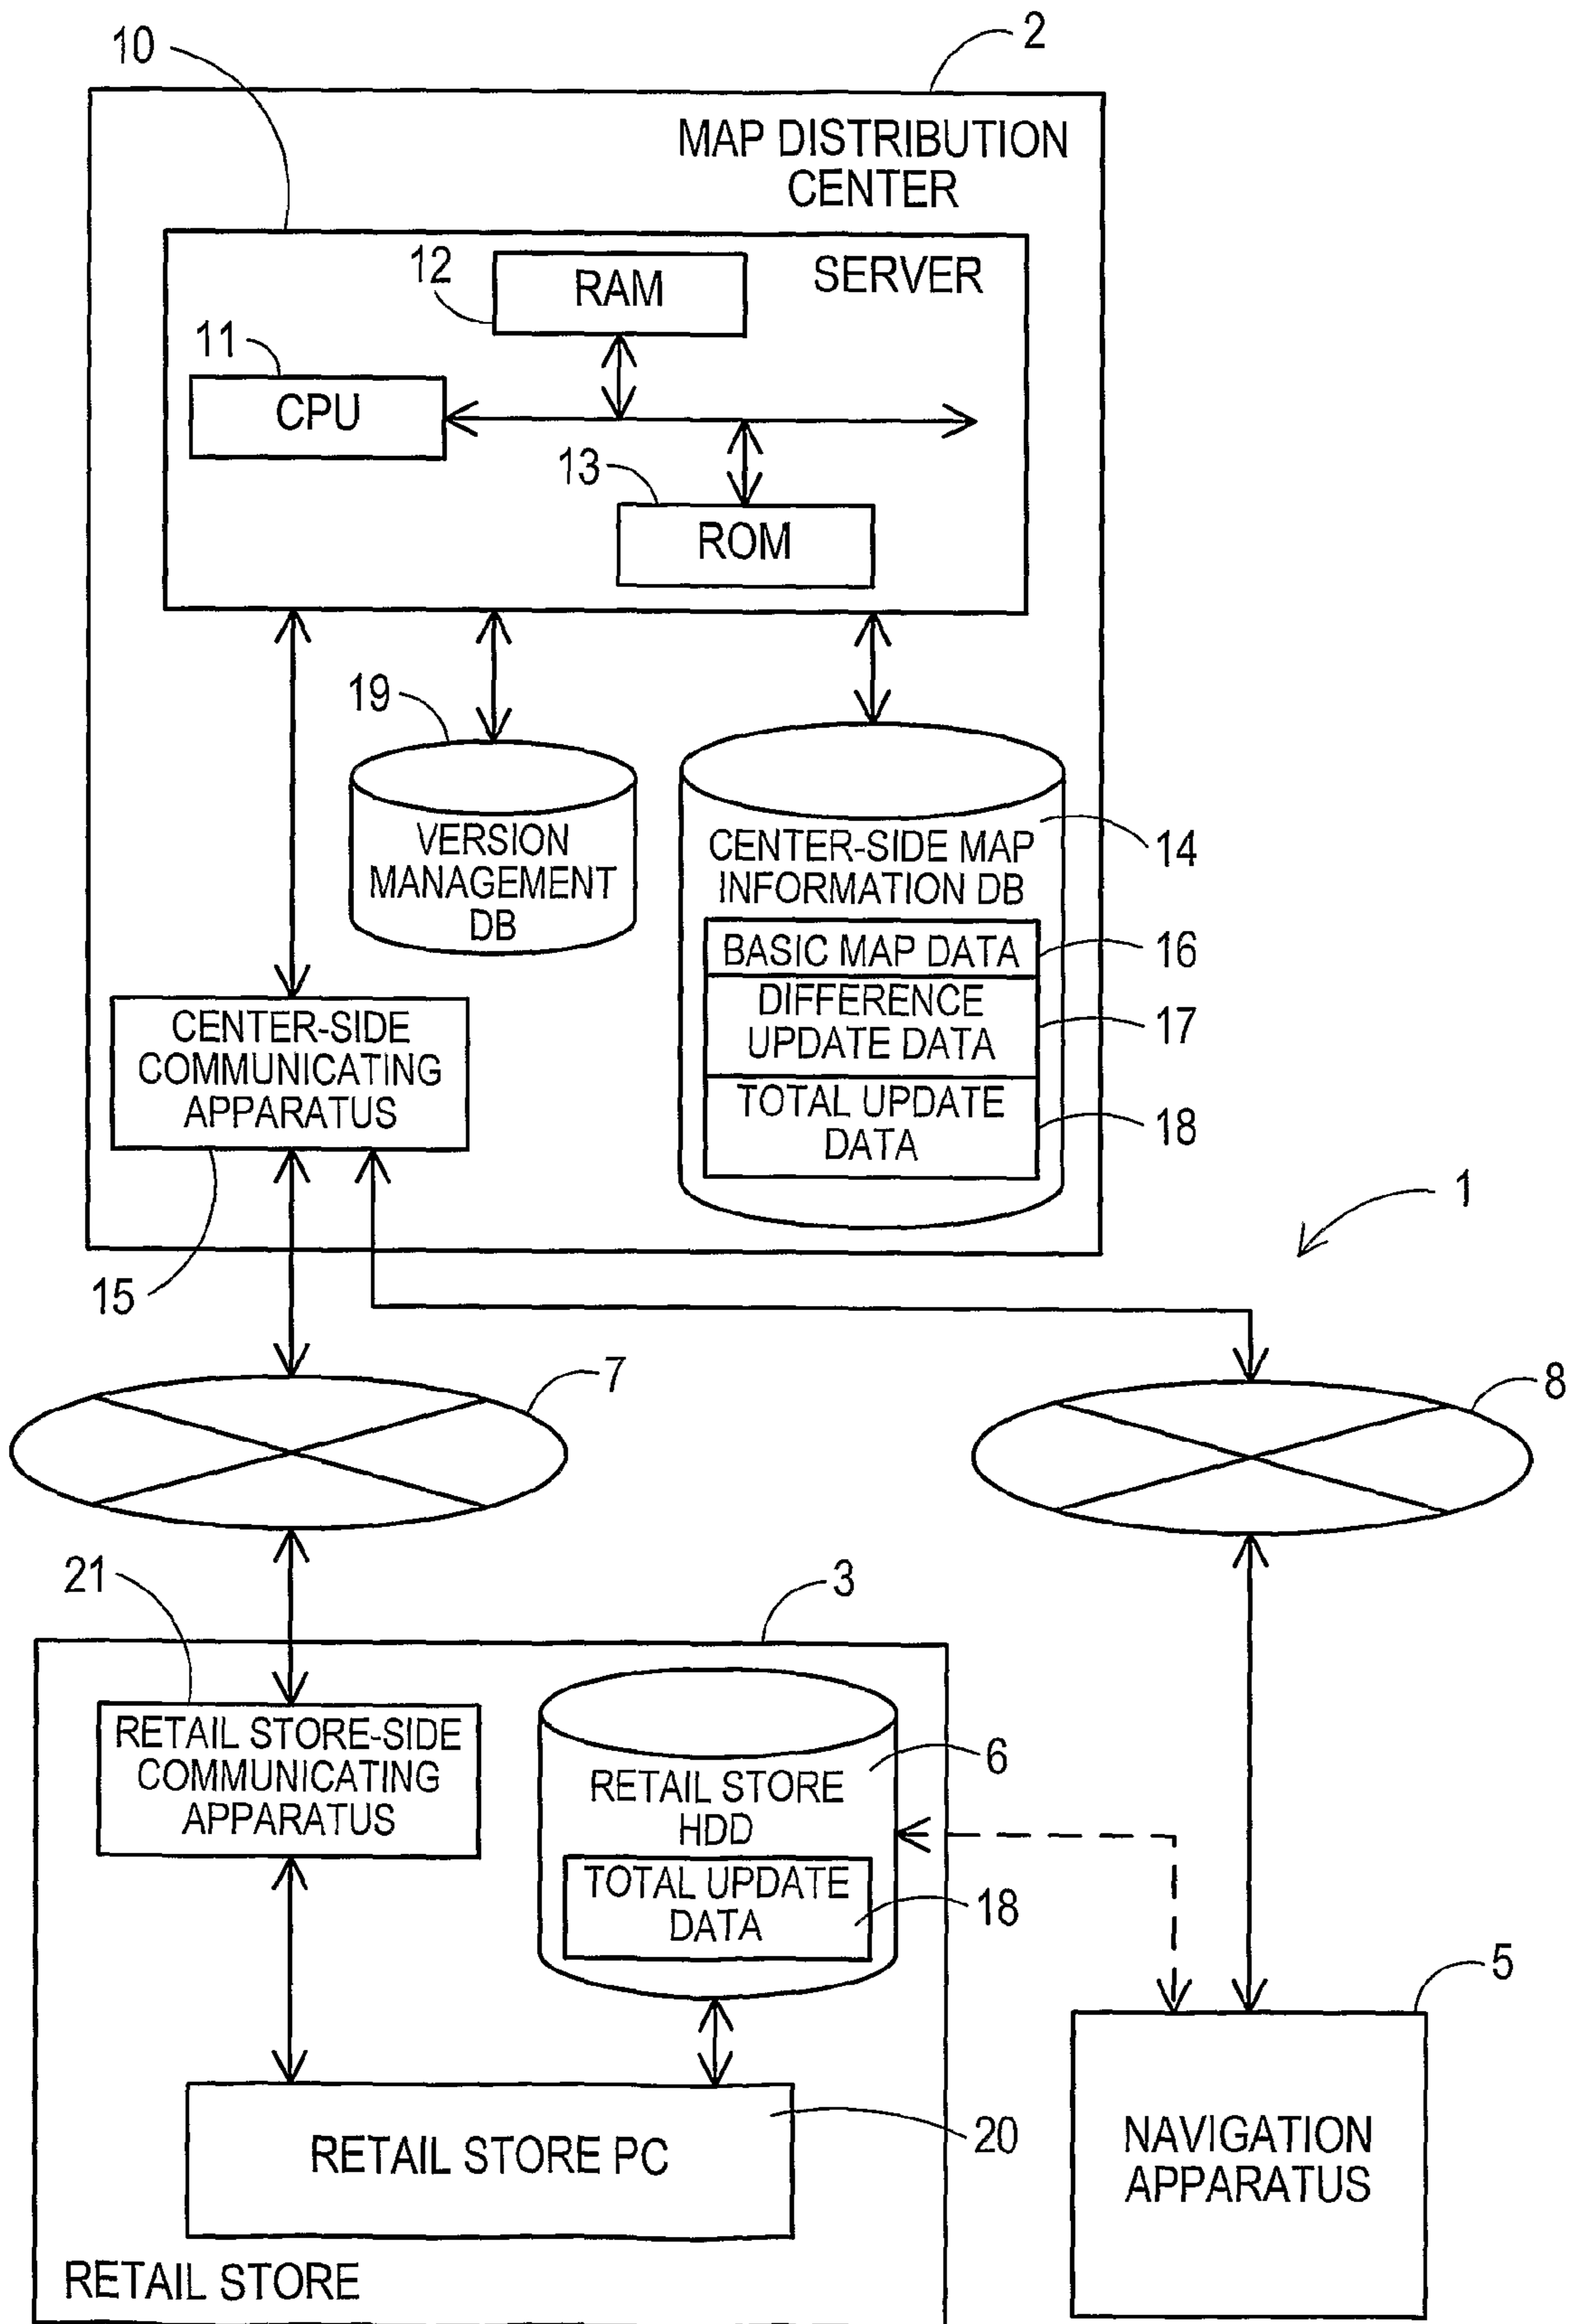 10
2
MAP DISTRIBUTION
CENTER
12
RAM
SERVER
11
CPU
13
ROM
19
VERSION
MANAGEMENT
DB
CENTER-SIDE MAP
INFORMATION DB
14
BASIC MAP DATA
16
DIFFERENCE
UPDATE DATA
17
TOTAL UPDATE
DATA
18
CENTER-SIDE
COMMUNICATING
APPARATUS
15
1
7
8
21
3
RETAIL STORE-SIDE
COMMUNICATING
APPARATUS
6
RETAIL STORE
HDD
TOTAL UPDATE
DATA
18
5
RETAIL STORE PC
20
NAVIGATION
APPARATUS
RETAIL STORE